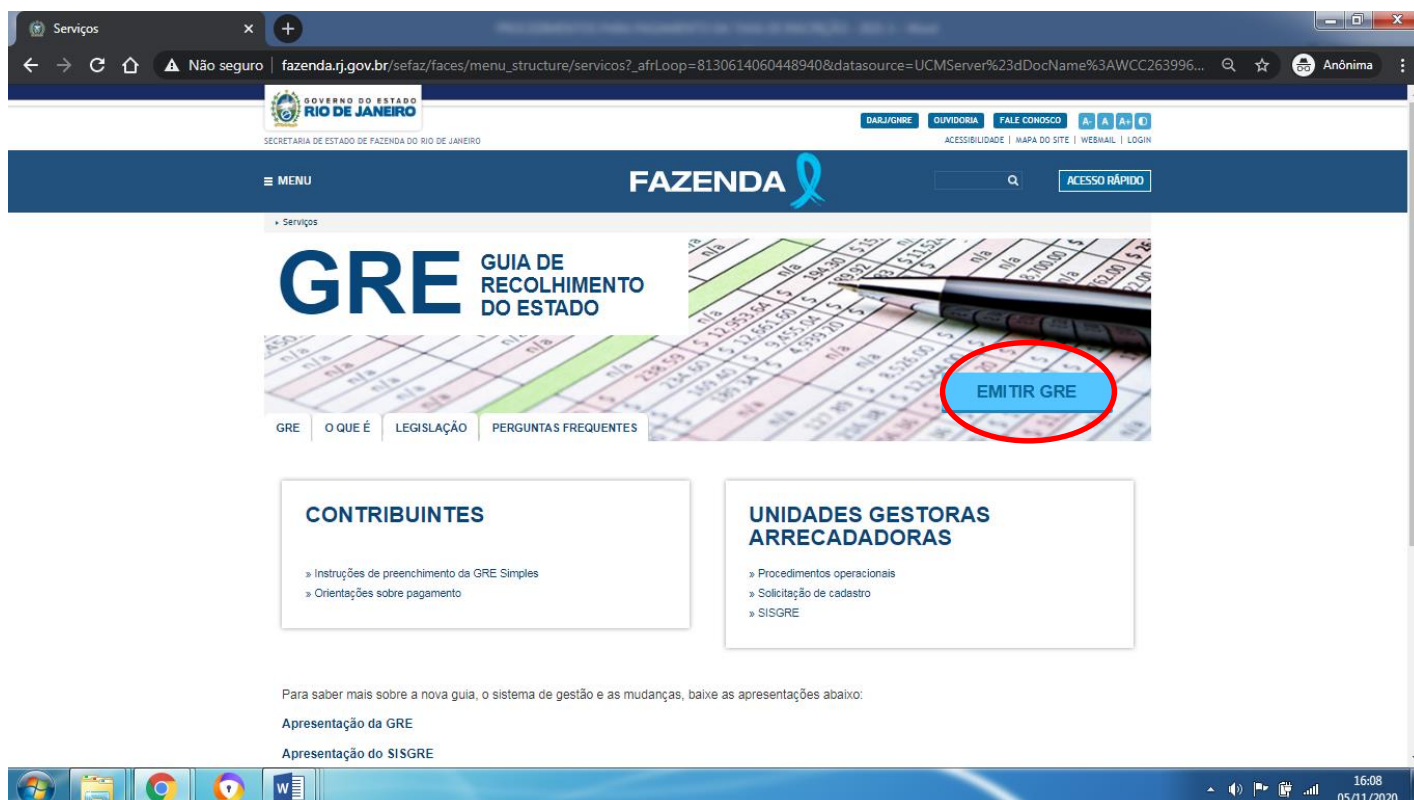 Serviços
Não seguro
fazenda.rj.gov.br/sefaz/faces/menu_structure/servicos?_afrLoop=8130614060448940&datasource=UCMServer%23dDocName%3AWCC263996...
Anônima
GOVERNO DO ESTADO
RIO DE JANEIRO
SECRETARIA DE ESTADO DE FAZENDA DO RIO DE JANEIRO
DARJ/GNRE OUVIDORIA FALE CONOSCO A- A A+
ACESSIBILIDADE | MAPA DO SITE | WEBMAIL | LOGIN
≡ MENU
FAZENDA
ACESSO RÁPIDO
▸ Serviços
GRE
GUIA DE
RECOLHIMENTO
DO ESTADO
EMITIR GRE
GRE
O QUE É
LEGISLAÇÃO
PERGUNTAS FREQUENTES
CONTRIBUINTES
» Instruções de preenchimento da GRE Simples
» Orientações sobre pagamento
UNIDADES GESTORAS
ARRECADADORAS
» Procedimentos operacionais
» Solicitação de cadastro
» SISGRE
Para saber mais sobre a nova guia, o sistema de gestão e as mudanças, baixe as apresentações abaixo:
Apresentação da GRE
Apresentação do SISGRE
16:08
05/11/2020